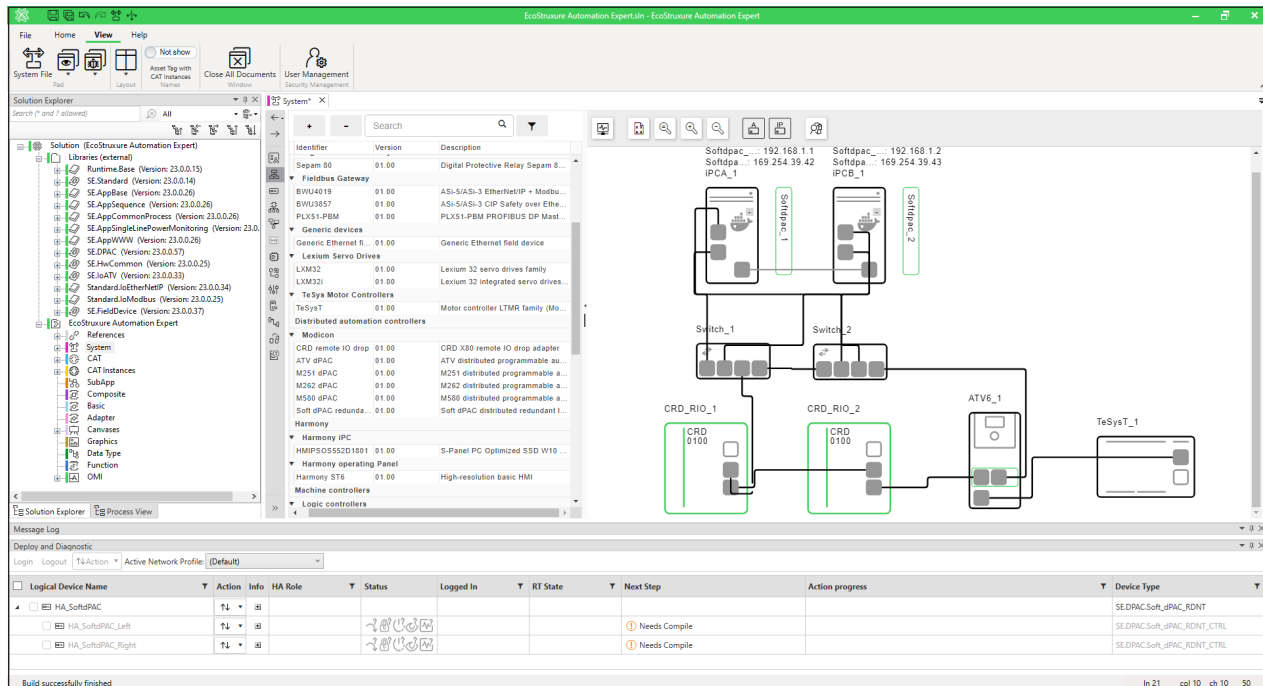 EcoStruxure Automation Expert.sln - EcoStruxure Automation Expert
File Home View Help
System File
Pad
Layout
Not show
Asset Tag with
CAT Instances
Names
Close All Documents
Window
User Management
Security Management
Solution Explorer
Search (* and ? allowed) All
Solution (EcoStruxure Automation Expert)
Libraries (external)
Runtime.Base (Version: 23.0.0.15)
SE.Standard (Version: 23.0.0.14)
SE.AppBase (Version: 23.0.0.26)
SE.AppSequence (Version: 23.0.0.26)
SE.AppCommonProcess (Version: 23.0.0.26)
SE.AppSingleLinePowerMonitoring (Version: 23.0.
SE.AppWWW (Version: 23.0.0.26)
SE.DPAC (Version: 23.0.0.57)
SE.HwCommon (Version: 23.0.0.25)
SE.IoATV (Version: 23.0.0.33)
Standard.IoEtherNetIP (Version: 23.0.0.34)
Standard.IoModbus (Version: 23.0.0.25)
SE.FieldDevice (Version: 23.0.0.37)
EcoStruxure Automation Expert
References
System
CAT
CAT Instances
SubApp
Composite
Basic
Adapter
Canvases
Graphics
Data Type
Function
OMI
Solution Explorer Process View
System*
+ - Search
Identifier Version Description
Sepam 80 01.00 Digital Protective Relay Sepam 8...
Fieldbus Gateway
BWU4019 01.00 ASi-5/ASi-3 EtherNet/IP + Modbu...
BWU3857 01.00 ASi-5/ASi-3 CIP Safety over Ethe...
PLX51-PBM 01.00 PLX51-PBM PROFIBUS DP Mast...
Generic devices
Generic Ethernet fi... 01.00 Generic Ethernet field device
Lexium Servo Drives
LXM32 01.00 Lexium 32 servo drives family
LXM32i 01.00 Lexium 32 integrated servo drives...
TeSys Motor Controllers
TeSysT 01.00 Motor controller LTMR family (Mo...
Distributed automation controllers
Modicon
CRD remote IO drop 01.00 CRD X80 remote IO drop adapter
ATV dPAC 01.00 ATV distributed programmable au...
M251 dPAC 01.00 M251 distributed programmable a...
M262 dPAC 01.00 M262 distributed programmable a...
M580 dPAC 01.00 M580 distributed programmable a...
Soft dPAC redunda... 01.00 Soft dPAC distributed redundant l...
Harmony
Harmony iPC
HMIPSOS552D1801 01.00 S-Panel PC Optimized SSD W10 ...
Harmony operating Panel
Harmony ST6 01.00 High-resolution basic HMI
Machine controllers
Logic controllers
Softdpac_...: 192.168.1.1 Softdpac_...: 192.168.1.2
Softdpa...: 169.254.39.42 Softdpa...: 169.254.39.43
iPCA_1 iPCB_1
Softdpac_1
Softdpac_2
Switch_1 Switch_2
CRD_RIO_1 CRD_RIO_2 ATV6_1
TeSysT_1
CRD
0100
CRD
0100
Message Log
Deploy and Diagnostic
Login Logout Action Active Network Profile: (Default)
Logical Device Name Action Info HA Role Status Logged In RT State Next Step Action progress Device Type
HA_SoftdPAC SE.DPAC.Soft_dPAC_RDNT
HA_SoftdPAC_Left Needs Compile SE.DPAC.Soft_dPAC_RDNT_CTRL
HA_SoftdPAC_Right Needs Compile SE.DPAC.Soft_dPAC_RDNT_CTRL
Build successfully finished ln 21 col 10 ch 10 50